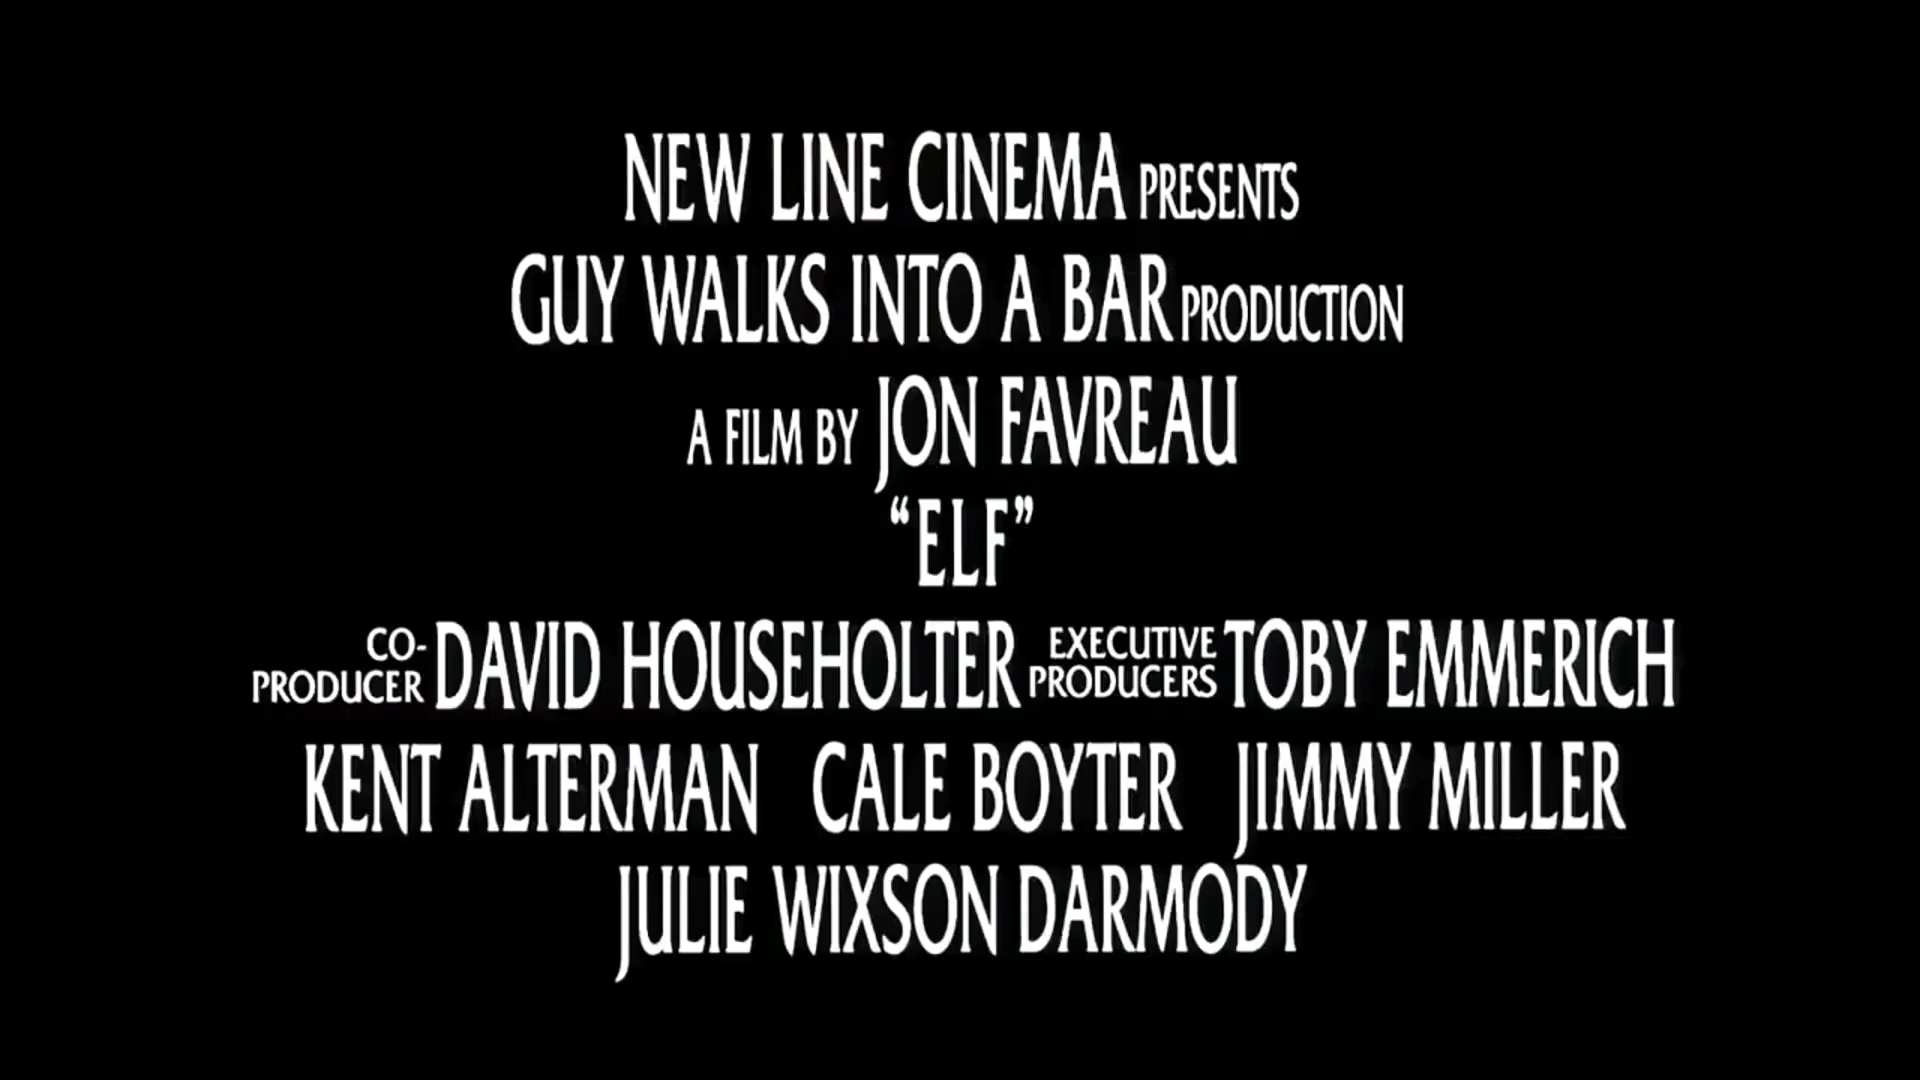 NEW LINE CINEMA PRESENTS
GUY WALKS INTO A BAR PRODUCTION
A FILM BY JON FAVREAU
“ELF”
CO-PRODUCER DAVID HOUSEHOLTER EXECUTIVE PRODUCERS TOBY EMMERICH
KENT ALTERMAN CALE BOYTER JIMMY MILLER
JULIE WIXSON DARMODY